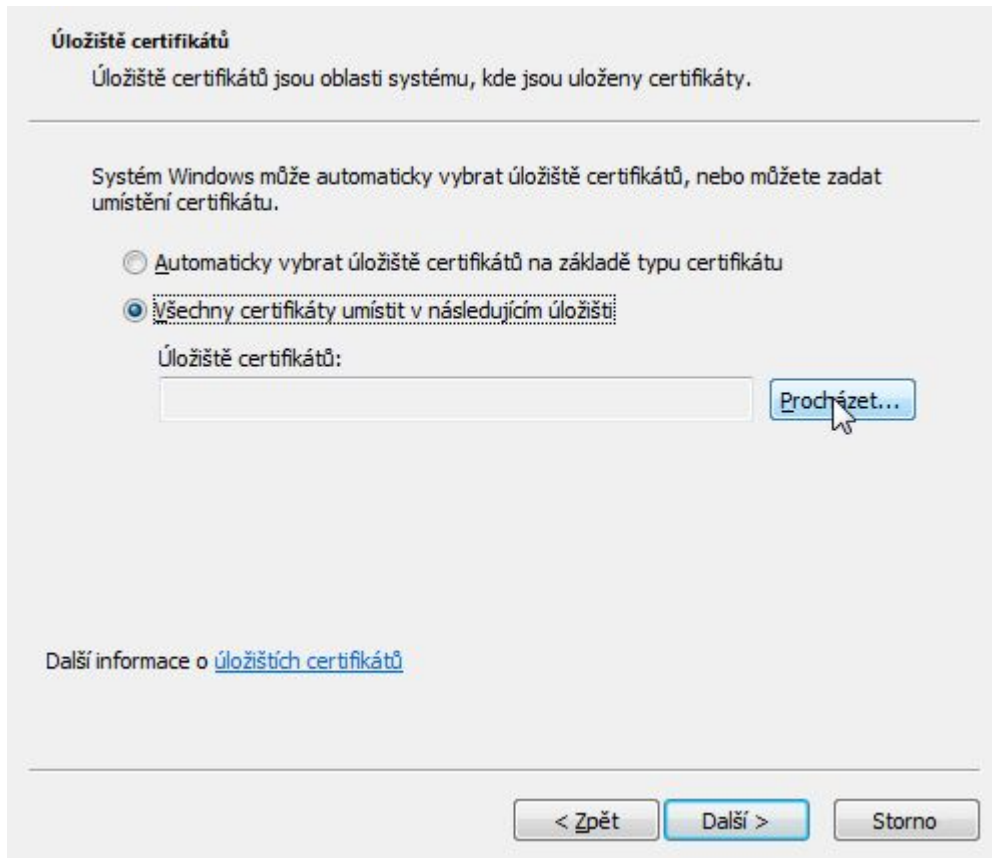 Úložiště certifikátů
Úložiště certifikátů jsou oblasti systému, kde jsou uloženy certifikáty.
Systém Windows může automaticky vybrat úložiště certifikátů, nebo můžete zadat
umístění certifikátu.
Automaticky vybrat úložiště certifikátů na základě typu certifikátu
Všechny certifikáty umístit v následujícím úložišti
Úložiště certifikátů:
Procházet...
Další informace o úložištích certifikátů
< Zpět
Další >
Storno